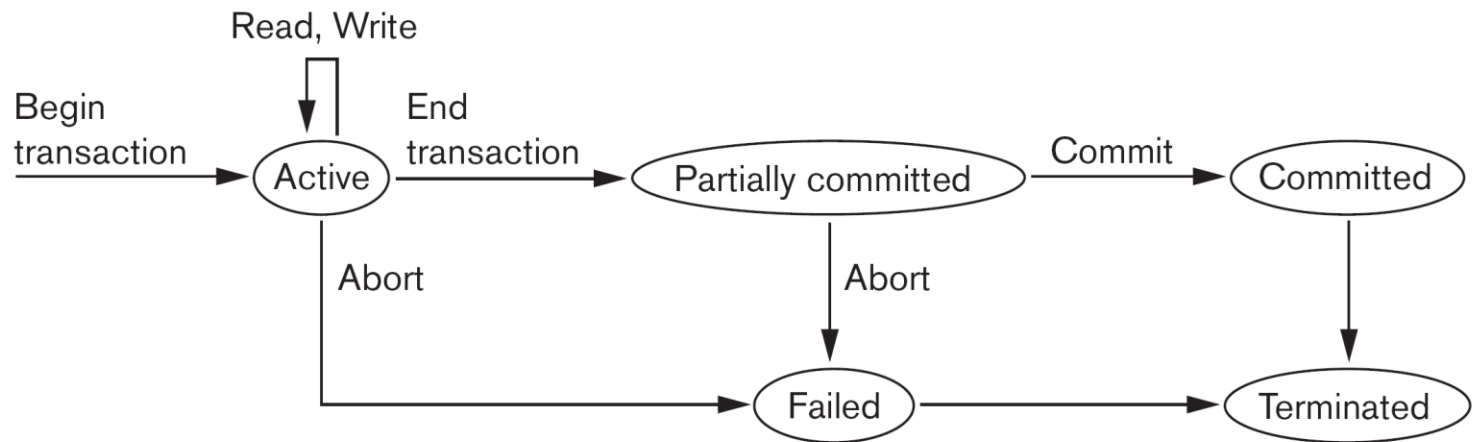 Read, Write
Begin
transaction
End
transaction
Active
Partially committed
Commit
Committed
Abort
Abort
Failed
Terminated